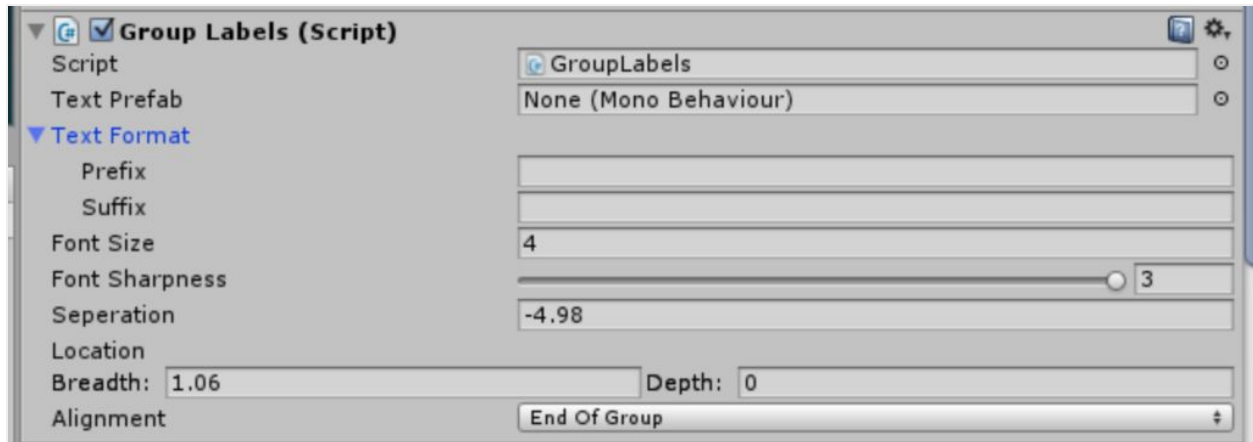 Group Labels (Script)
Script GroupLabels
Text Prefab None (Mono Behaviour)
Text Format
Prefix
Suffix
Font Size 4
Font Sharpness 3
Seperation -4.98
Location
Breadth: 1.06 Depth: 0
Alignment End Of Group